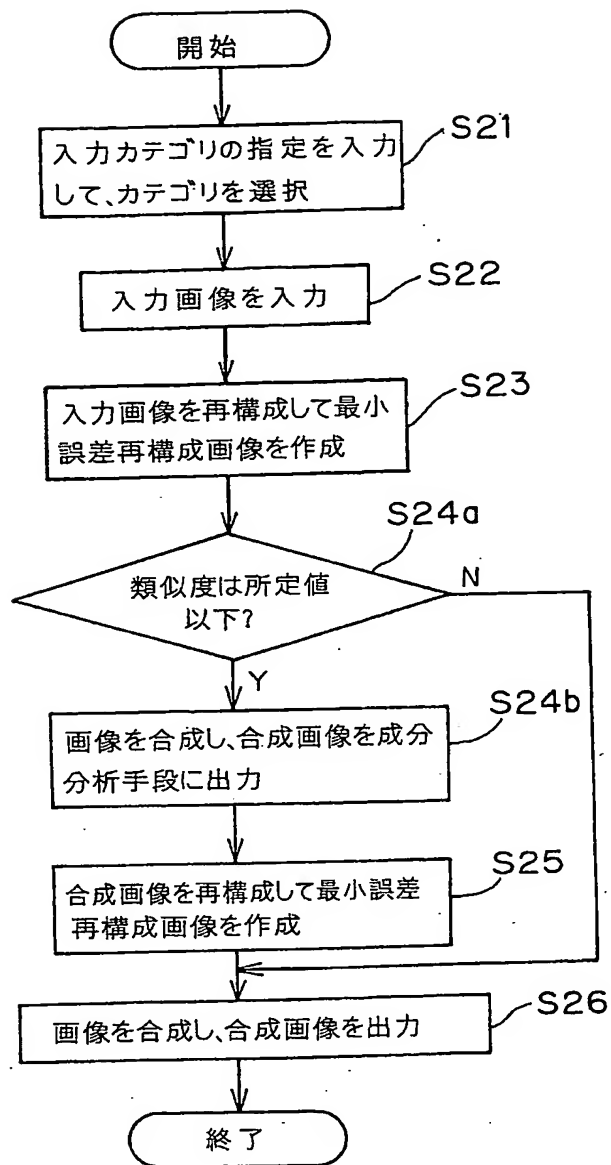 開始
S21
入力カテゴリの指定を入力
して、カテゴリを選択
S22
入力画像を入力
S23
入力画像を再構成して最小
誤差再構成画像を作成
S24a
類似度は所定値
以下?
N
Y
S24b
画像を合成し、合成画像を成分
分析手段に出力
S25
合成画像を再構成して最小誤差
再構成画像を作成
S26
画像を合成し、合成画像を出力
終了